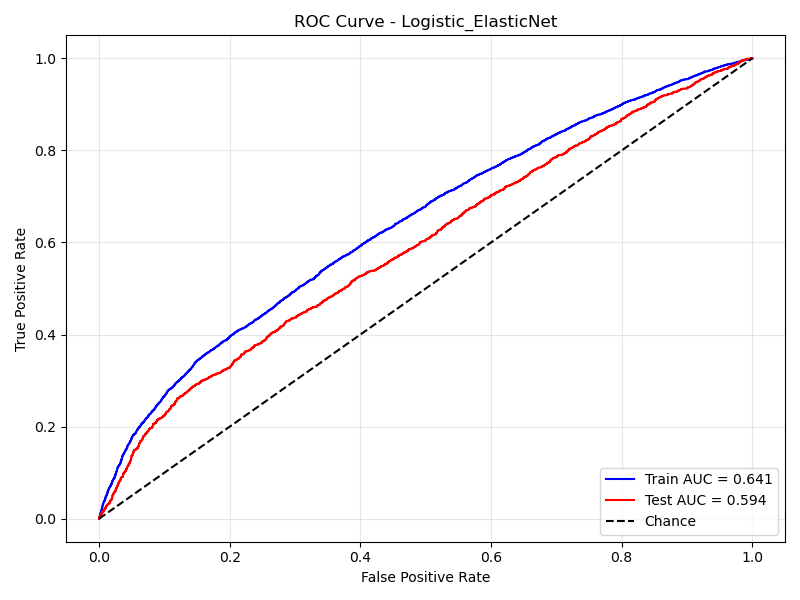 ROC Curve - Logistic_ElasticNet
1.0
0.8
0.6
0.4
0.2
0.0
True Positive Rate
0.0 0.2 0.4 0.6 0.8 1.0
False Positive Rate
Train AUC = 0.641
Test AUC = 0.594
Chance